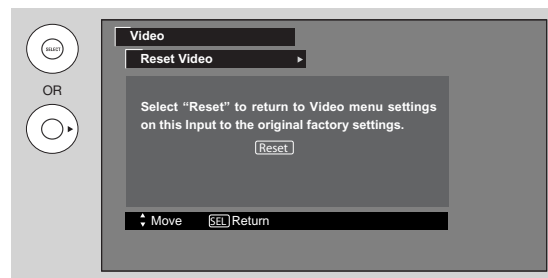 SELECT
OR
Video
Reset Video
Select “Reset” to return to Video menu settings
on this Input to the original factory settings.
Reset
Move SEL Return